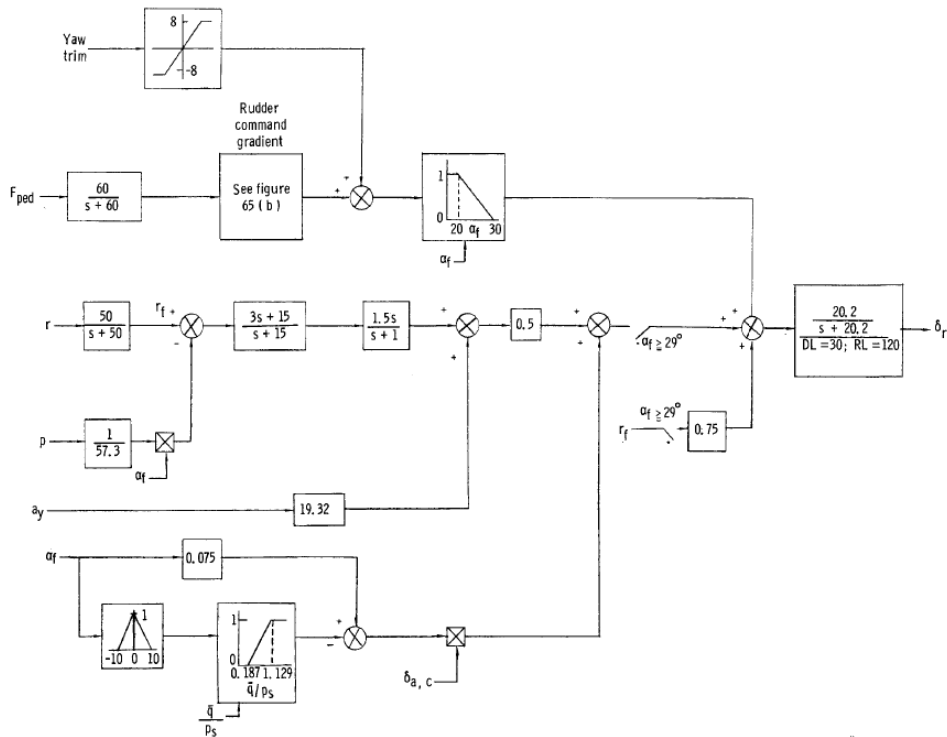 Yaw
trim
8
-8
Rudder
command
gradient
F_ped
60
s + 60
See figure
65 (b)
+
+
1
0
20 α_f 30
α_f
r
50
s + 50
r_f
+
-
3s + 15
s + 15
1.5s
s + 1
+
+
0.5
+
+
α_f ≧ 29°
+
+
+
20.2
s + 20.2
DL = 30; RL = 120
δ_r
p
1
57.3
α_f
r_f
α_f ≧ 29°
0.75
a_y
19.32
α_f
0.075
1
-10 0 10
1
0
0.187 1.129
q̄/p_s
q̄
p_s
+
-
δ_a, c